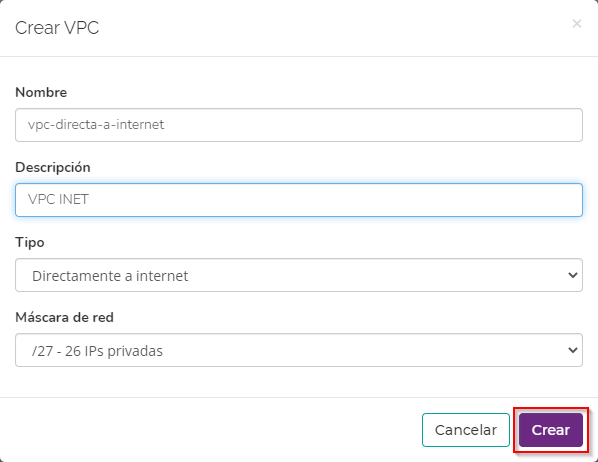 Crear VPC
×
Nombre
vpc-directa-a-internet
Descripción
VPC INET
Tipo
Directamente a internet
Máscara de red
/27 - 26 IPs privadas
Cancelar
Crear